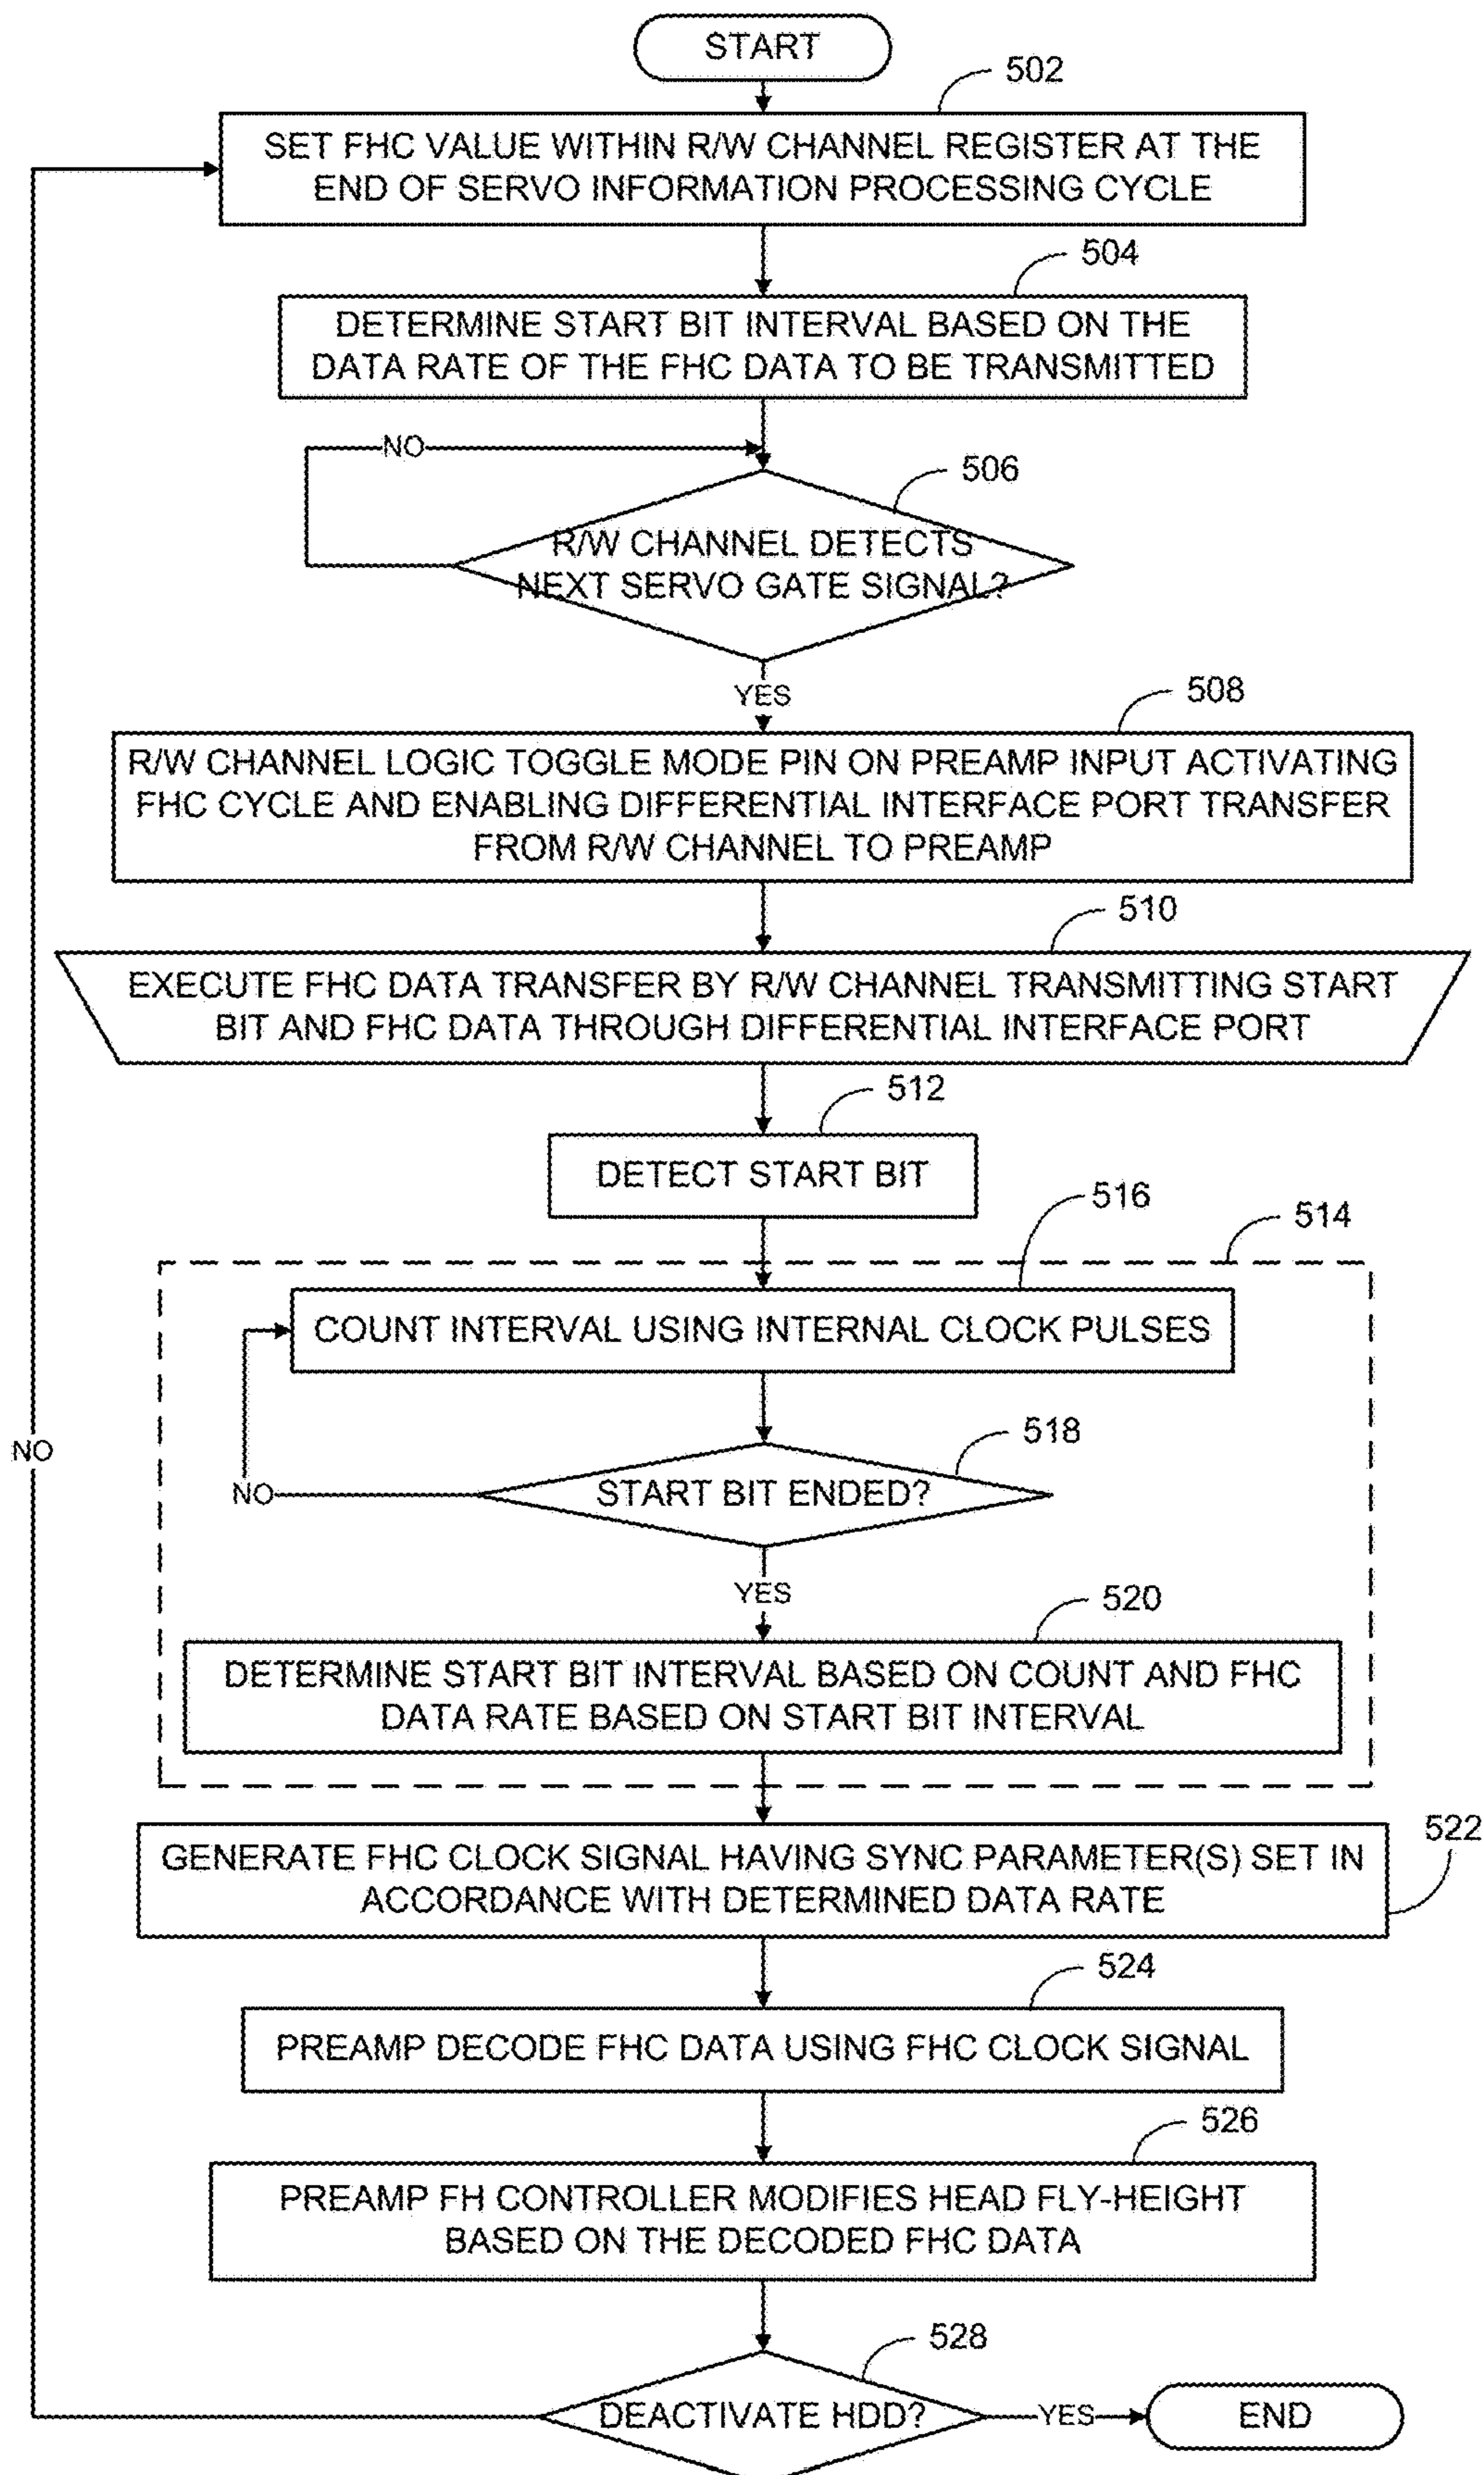 START
502
SET FHC VALUE WITHIN R/W CHANNEL REGISTER AT THE
END OF SERVO INFORMATION PROCESSING CYCLE
504
DETERMINE START BIT INTERVAL BASED ON THE
DATA RATE OF THE FHC DATA TO BE TRANSMITTED
NO
506
R/W CHANNEL DETECTS
NEXT SERVO GATE SIGNAL?
YES
508
R/W CHANNEL LOGIC TOGGLE MODE PIN ON PREAMP INPUT ACTIVATING
FHC CYCLE AND ENABLING DIFFERENTIAL INTERFACE PORT TRANSFER
FROM R/W CHANNEL TO PREAMP
510
EXECUTE FHC DATA TRANSFER BY R/W CHANNEL TRANSMITTING START
BIT AND FHC DATA THROUGH DIFFERENTIAL INTERFACE PORT
512
DETECT START BIT
516
514
COUNT INTERVAL USING INTERNAL CLOCK PULSES
518
NO
START BIT ENDED?
NO
YES
520
DETERMINE START BIT INTERVAL BASED ON COUNT AND FHC
DATA RATE BASED ON START BIT INTERVAL
522
GENERATE FHC CLOCK SIGNAL HAVING SYNC PARAMETER(S) SET IN
ACCORDANCE WITH DETERMINED DATA RATE
524
PREAMP DECODE FHC DATA USING FHC CLOCK SIGNAL
526
PREAMP FH CONTROLLER MODIFIES HEAD FLY-HEIGHT
BASED ON THE DECODED FHC DATA
528
DEACTIVATE HDD?
YES
END